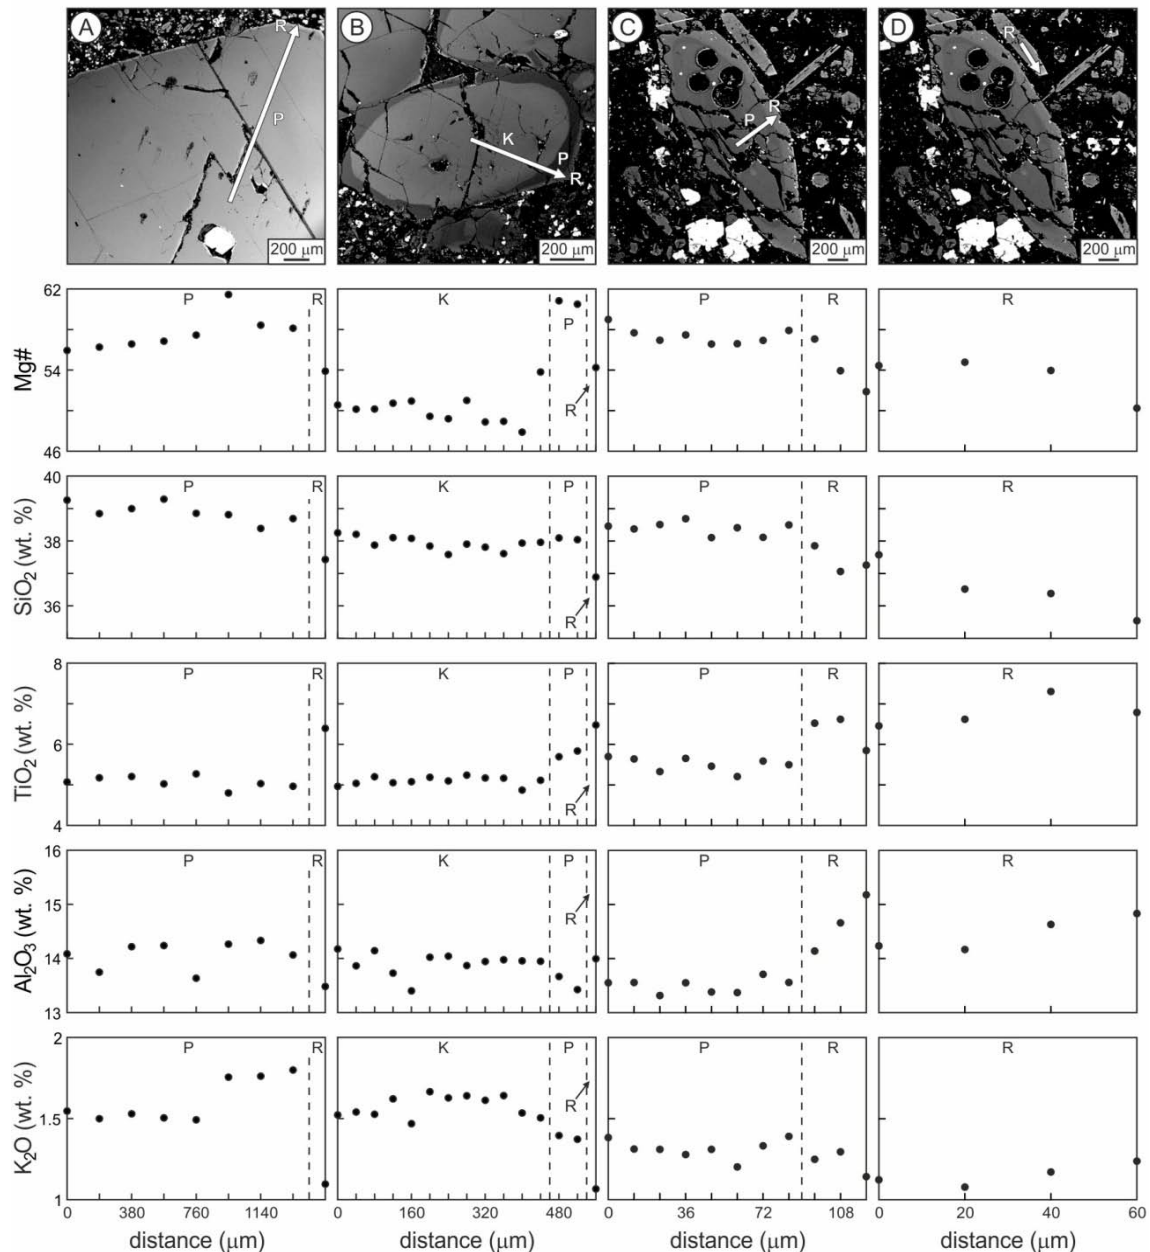 A
R
P
200 μm
B
K
P
R
200 μm
C
P
R
200 μm
D
R
200 μm
62
54
46
Mg#
P
R
K
P
R
P
R
R
40
38
36
SiO2 (wt. %)
P
R
K
P
R
P
R
R
8
6
4
TiO2 (wt. %)
P
R
K
P
R
P
R
R
16
15
14
13
Al2O3 (wt. %)
P
R
K
P
R
P
R
R
2
1.5
1
K2O (wt. %)
P
R
K
P
R
P
R
R
0 380 760 1140
0 160 320 480
0 36 72 108
0 20 40 60
distance (μm)
distance (μm)
distance (μm)
distance (μm)